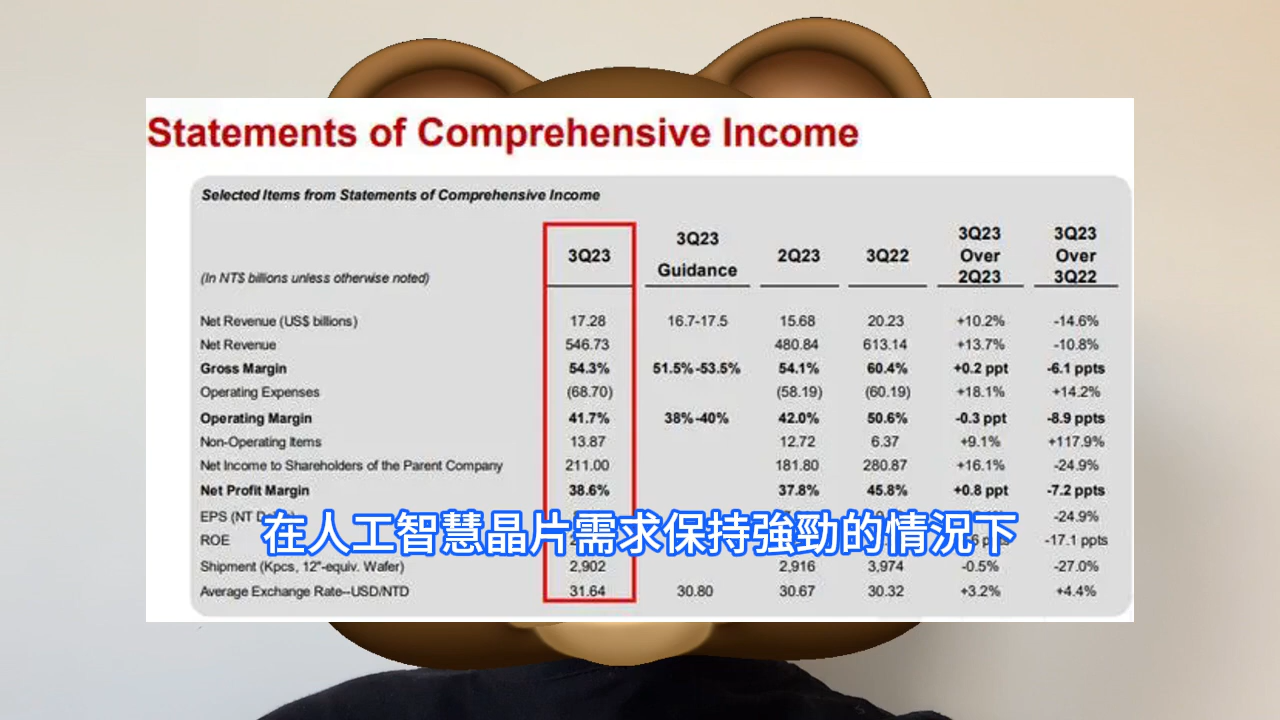 Statements of Comprehensive Income
Selected Items from Statements of Comprehensive Income
(In NT$ billions unless otherwise noted) 3Q23 3Q23 Guidance 2Q23 3Q22 3Q23 Over 2Q23 3Q23 Over 3Q22
Net Revenue (US$ billions) 17.28 16.7-17.5 15.68 20.23 +10.2% -14.6%
Net Revenue 546.73 480.84 613.14 +13.7% -10.8%
Gross Margin 54.3% 51.5%-53.5% 54.1% 60.4% +0.2 ppt -6.1 ppts
Operating Expenses (68.70) (58.19) (60.19) +18.1% +14.2%
Operating Margin 41.7% 38%-40% 42.0% 50.6% -0.3 ppt -8.9 ppts
Non-Operating Items 13.87 12.72 6.37 +9.1% +117.9%
Net Income to Shareholders of the Parent Company 211.00 181.80 280.87 +16.1% -24.9%
Net Profit Margin 38.6% 37.8% 45.8% +0.8 ppt -7.2 ppts
EPS (NT -24.9%
在人工智慧晶片需求保持強勁的情況下
ROE -17.1 ppts
Shipment (Kpcs, 12"-equiv. Wafer) 2,902 2,916 3,974 -0.5% -27.0%
Average Exchange Rate--USD/NTD 31.64 30.80 30.67 30.32 +3.2% +4.4%